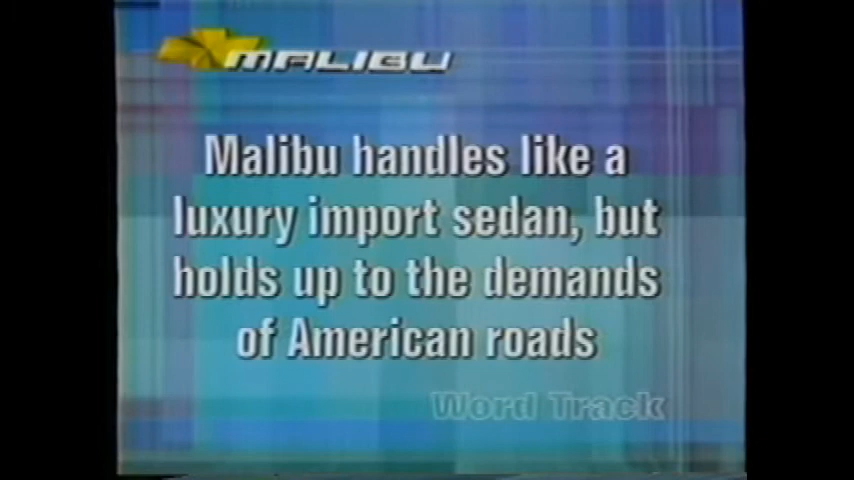 MALIBU
Malibu handles like a
luxury import sedan, but
holds up to the demands
of American roads
Word Track